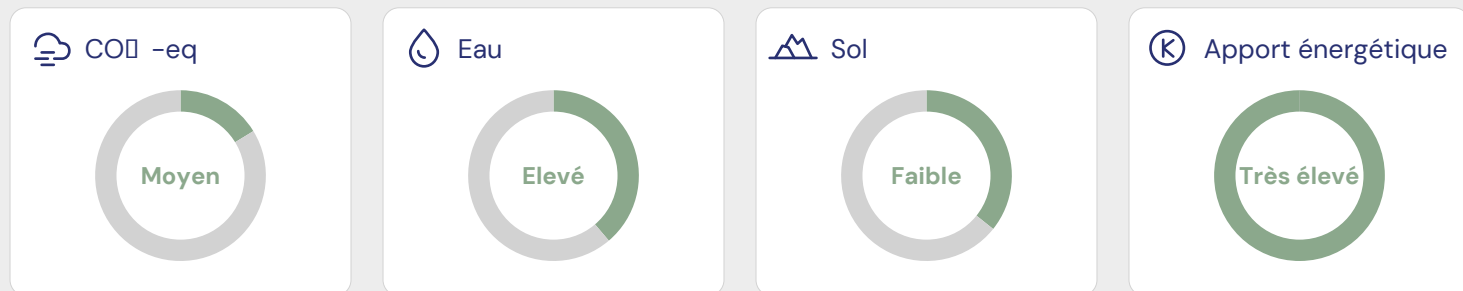 CO▯ -eq
Eau
Sol
Apport énergétique
Moyen
Elevé
Faible
Très élevé